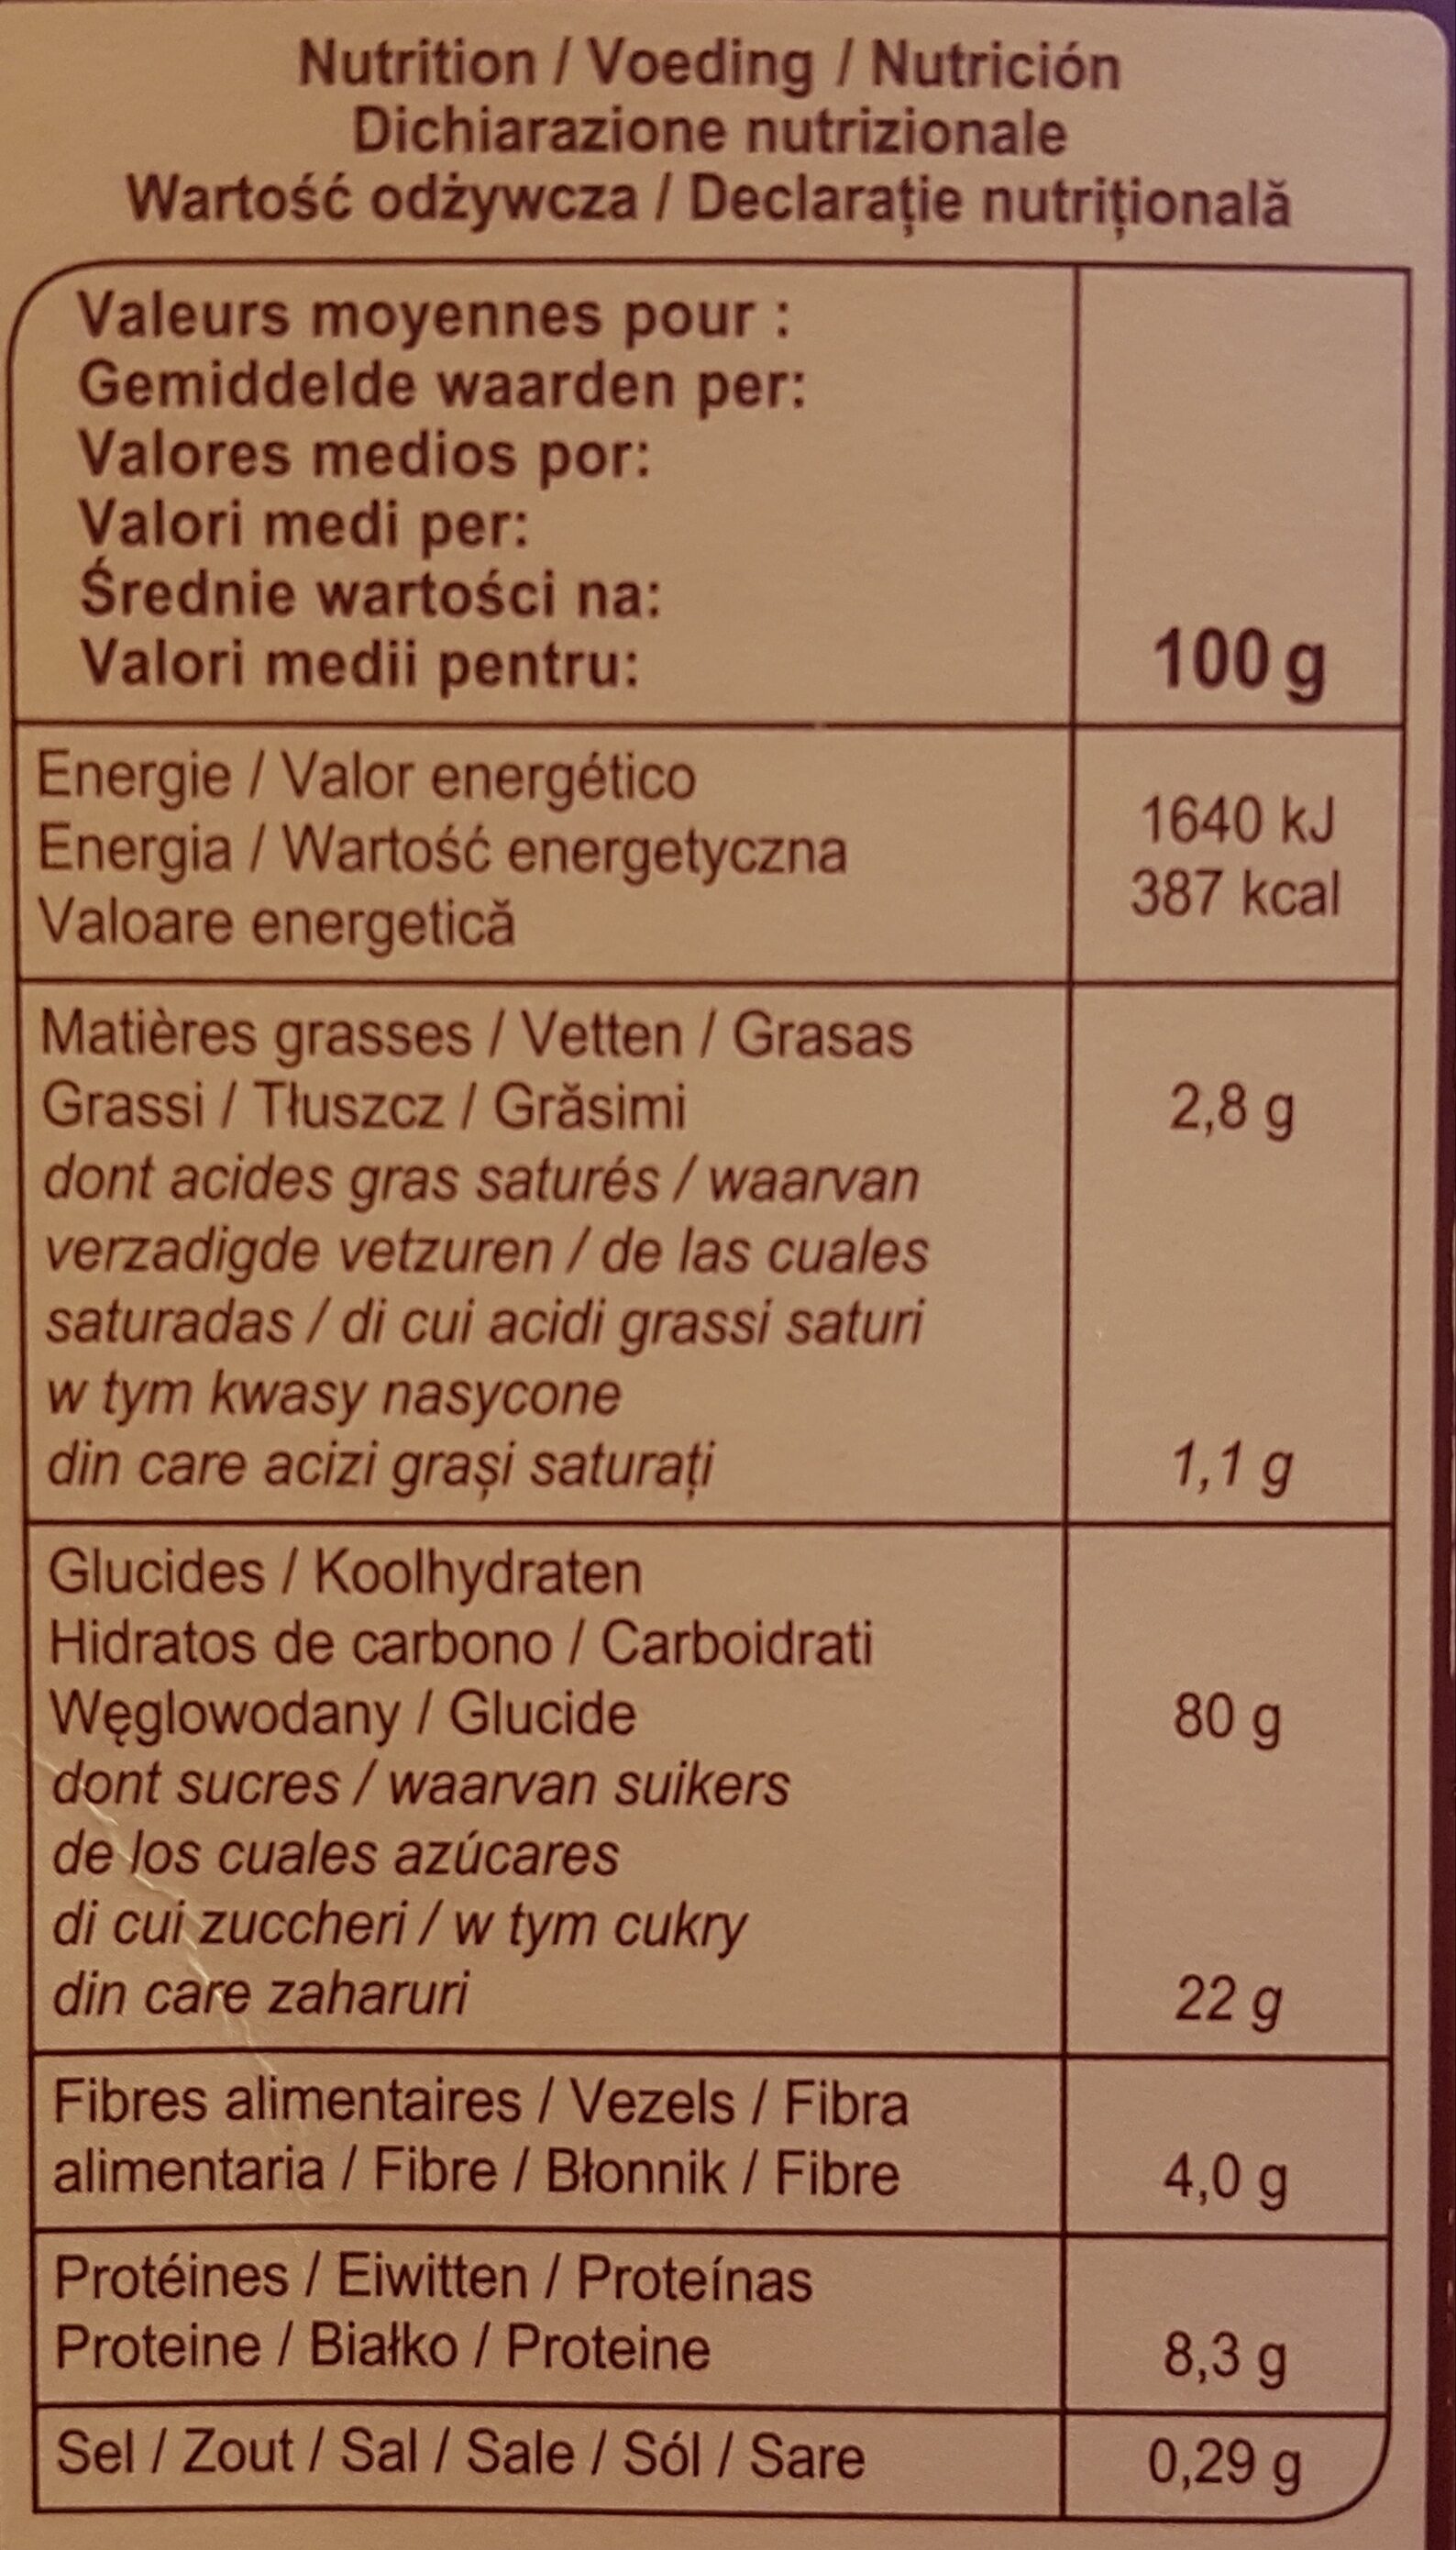 Nutrition / Voeding / Nutrición
Dichiarazione nutrizionale
Wartość odżywcza / Declarație nutrițională
Valeurs moyennes pour :
Gemiddelde waarden per:
Valores medios por:
Valori medi per:
Średnie wartości na:
Valori medii pentru:
100 g
Energie / Valor energético
Energia / Wartość energetyczna
Valoare energetică
1640 kJ
387 kcal
Matières grasses / Vetten / Grasas
Grassi / Tłuszcz / Grăsimi
2,8 g
dont acides gras saturés / waarvan
verzadigde vetzuren / de las cuales
saturadas / di cui acidi grassi saturi
w tym kwasy nasycone
din care acizi grași saturați
1,1 g
Glucides / Koolhydraten
Hidratos de carbono / Carboidrati
Węglowodany / Glucide
80 g
dont sucres / waarvan suikers
de los cuales azúcares
di cui zuccheri / w tym cukry
din care zaharuri
22 g
Fibres alimentaires / Vezels / Fibra
alimentaria / Fibre / Błonnik / Fibre
4,0 g
Protéines / Eiwitten / Proteínas
Proteine / Białko / Proteine
8,3 g
Sel / Zout / Sal / Sale / Sól / Sare
0,29 g